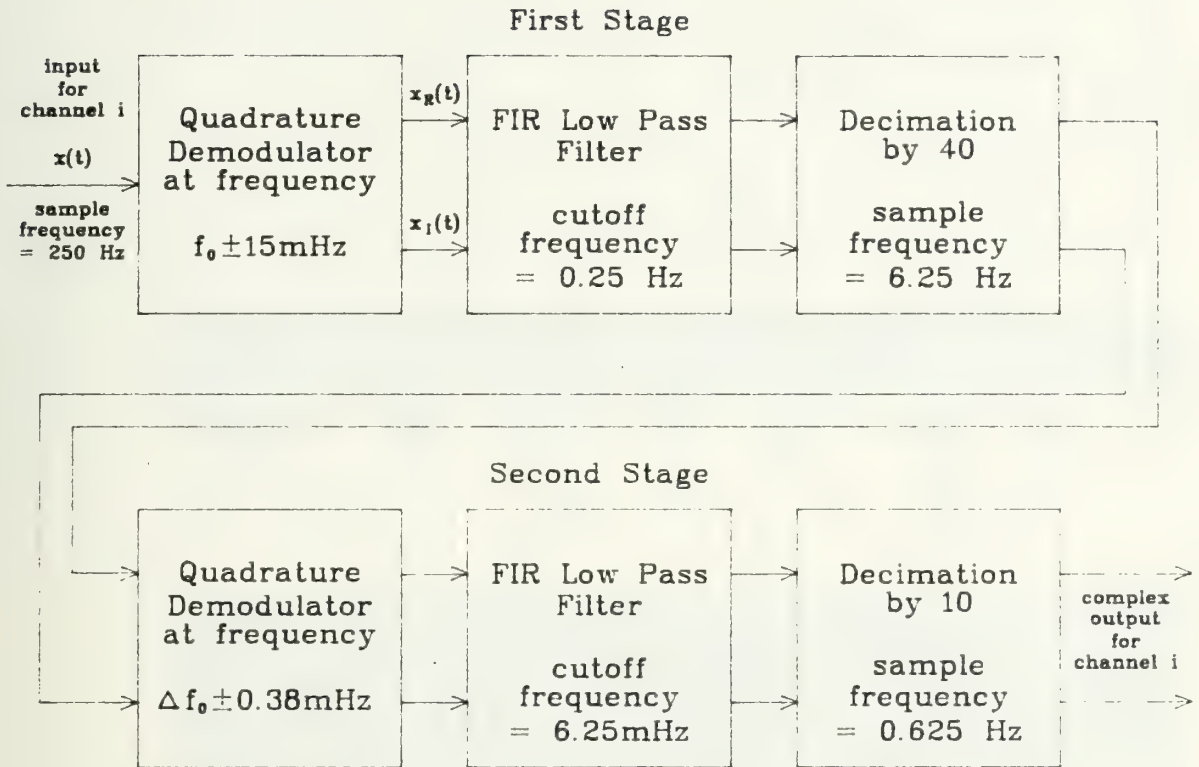 First Stage
input
for
channel i
x(t)
sample
frequency
= 250 Hz
Quadrature
Demodulator
at frequency
f₀ ±15mHz
x_R(t)
x_I(t)
FIR Low Pass
Filter
cutoff
frequency
= 0.25 Hz
Decimation
by 40
sample
frequency
= 6.25 Hz
Second Stage
Quadrature
Demodulator
at frequency
Δ f₀ ±0.38mHz
FIR Low Pass
Filter
cutoff
frequency
= 6.25mHz
Decimation
by 10
sample
frequency
= 0.625 Hz
complex
output
for
channel i